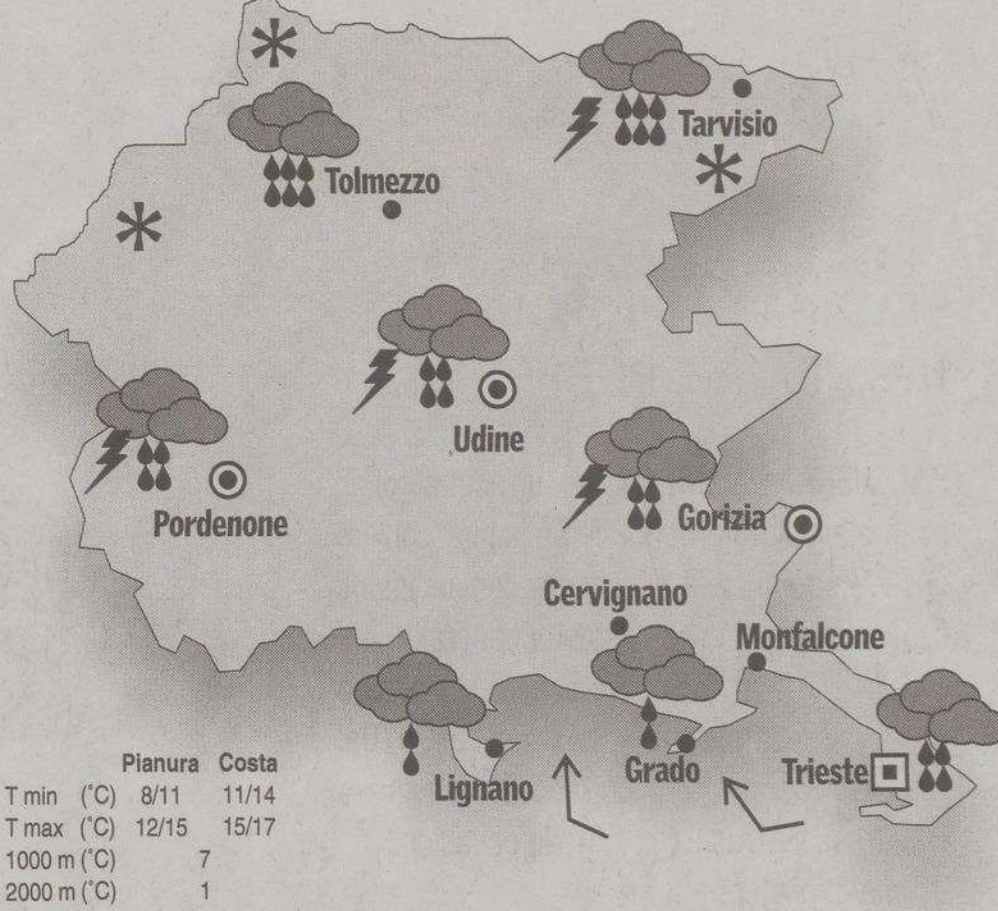 Tarvisio
Tolmezzo
Udine
Pordenone
Gorizia
Cervignano
Monfalcone
Lignano
Grado
Trieste
Pianura Costa
T min (°C) 8/11 11/14
T max (°C) 12/15 15/17
1000 m (°C) 7
2000 m (°C) 1